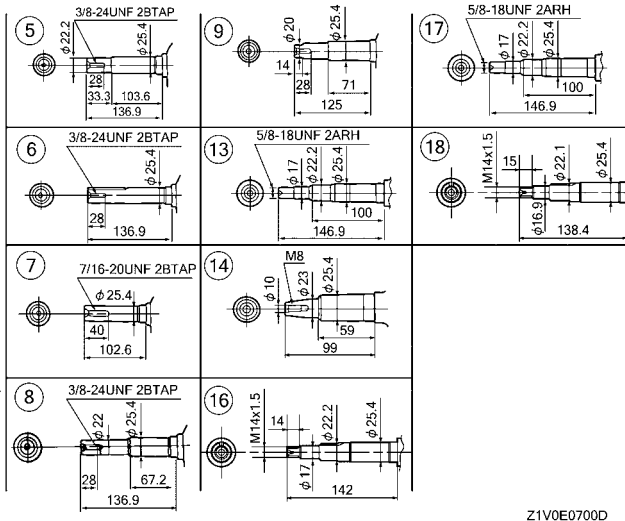 5
3/8-24UNF 2BTAP
φ22.2
φ25.4
28
33.3
103.6
136.9
9
φ20
φ25.4
14
28
71
125
17
5/8-18UNF 2ARH
φ17
φ22.2
φ25.4
100
146.9
6
3/8-24UNF 2BTAP
φ25.4
28
136.9
13
5/8-18UNF 2ARH
φ17
φ22.2
φ25.4
100
146.9
18
M14x1.5
15
φ16.9
φ22.1
φ25.4
138.4
7
7/16-20UNF 2BTAP
φ25.4
40
102.6
14
M8
φ10
φ23
φ25.4
59
99
8
3/8-24UNF 2BTAP
φ22
φ25.4
28
67.2
136.9
16
M14x1.5
14
φ17
φ22.2
φ25.4
142
Z1V0E0700D